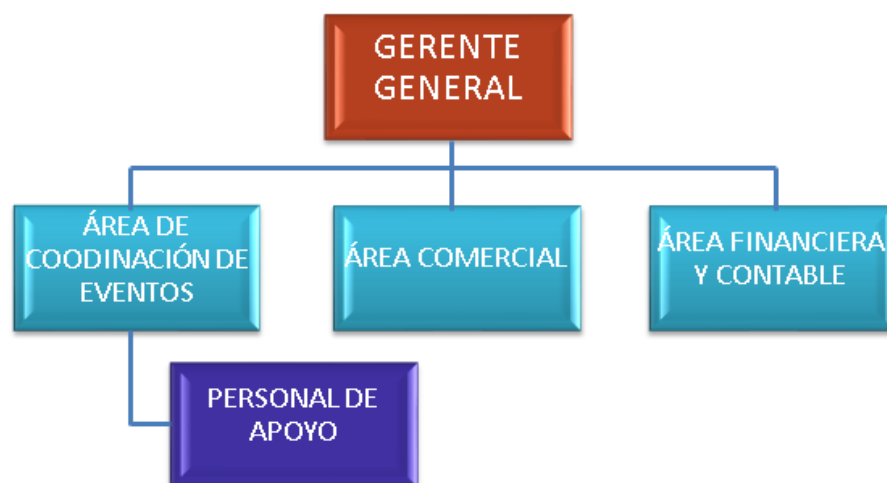 GERENTE
GENERAL
ÁREA DE
COODINACIÓN DE
EVENTOS
ÁREA COMERCIAL
ÁREA FINANCIERA
Y CONTABLE
PERSONAL DE
APOYO